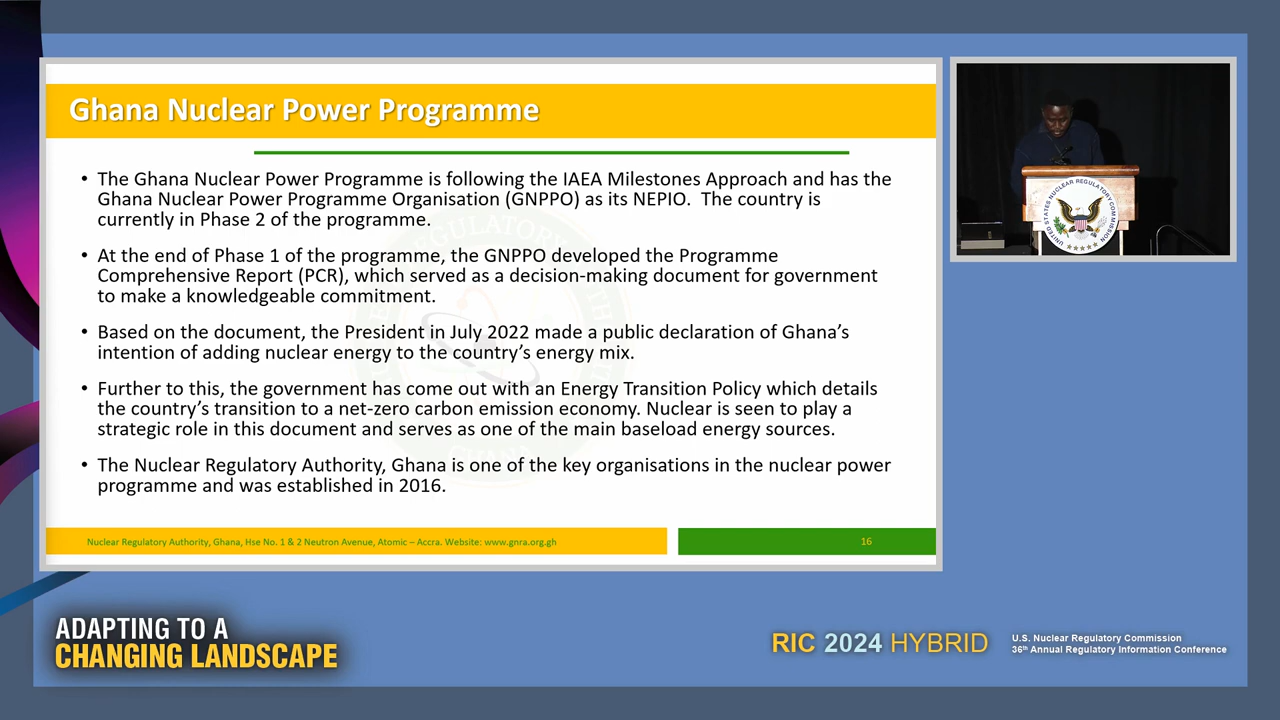 Ghana Nuclear Power Programme
• The Ghana Nuclear Power Programme is following the IAEA Milestones Approach and has the
Ghana Nuclear Power Programme Organisation (GNPPO) as its NEPIO.  The country is
currently in Phase 2 of the programme.
• At the end of Phase 1 of the programme, the GNPPO developed the Programme
Comprehensive Report (PCR), which served as a decision-making document for government
to make a knowledgeable commitment.
• Based on the document, the President in July 2022 made a public declaration of Ghana's
intention of adding nuclear energy to the country's energy mix.
• Further to this, the government has come out with an Energy Transition Policy which details
the country's transition to a net-zero carbon emission economy. Nuclear is seen to play a
strategic role in this document and serves as one of the main baseload energy sources.
• The Nuclear Regulatory Authority, Ghana is one of the key organisations in the nuclear power
programme and was established in 2016.
Nuclear Regulatory Authority, Ghana, Hse No. 1 & 2 Neutron Avenue, Atomic – Accra. Website: www.gnra.org.gh
16
UNITED STATES NUCLEAR REGULATORY COMMISSION
ADAPTING TO A
CHANGING LANDSCAPE
RIC 2024 HYBRID
U.S. Nuclear Regulatory Commission
36th Annual Regulatory Information Conference